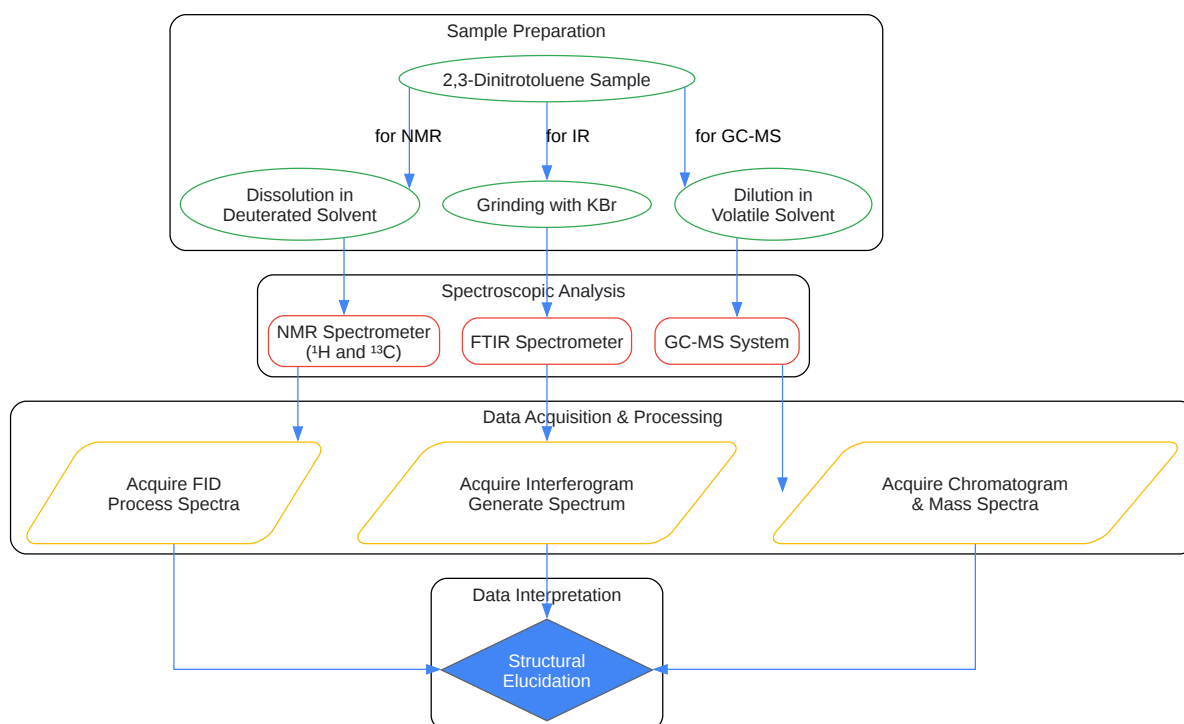 Sample Preparation
2,3-Dinitrotoluene Sample
for NMR
for IR
for GC-MS
Dissolution in
Deuterated Solvent
Grinding with KBr
Dilution in
Volatile Solvent
Spectroscopic Analysis
NMR Spectrometer
(¹H and ¹³C)
FTIR Spectrometer
GC-MS System
Data Acquisition & Processing
Acquire FID
Process Spectra
Acquire Interferogram
Generate Spectrum
Acquire Chromatogram
& Mass Spectra
Data Interpretation
Structural
Elucidation